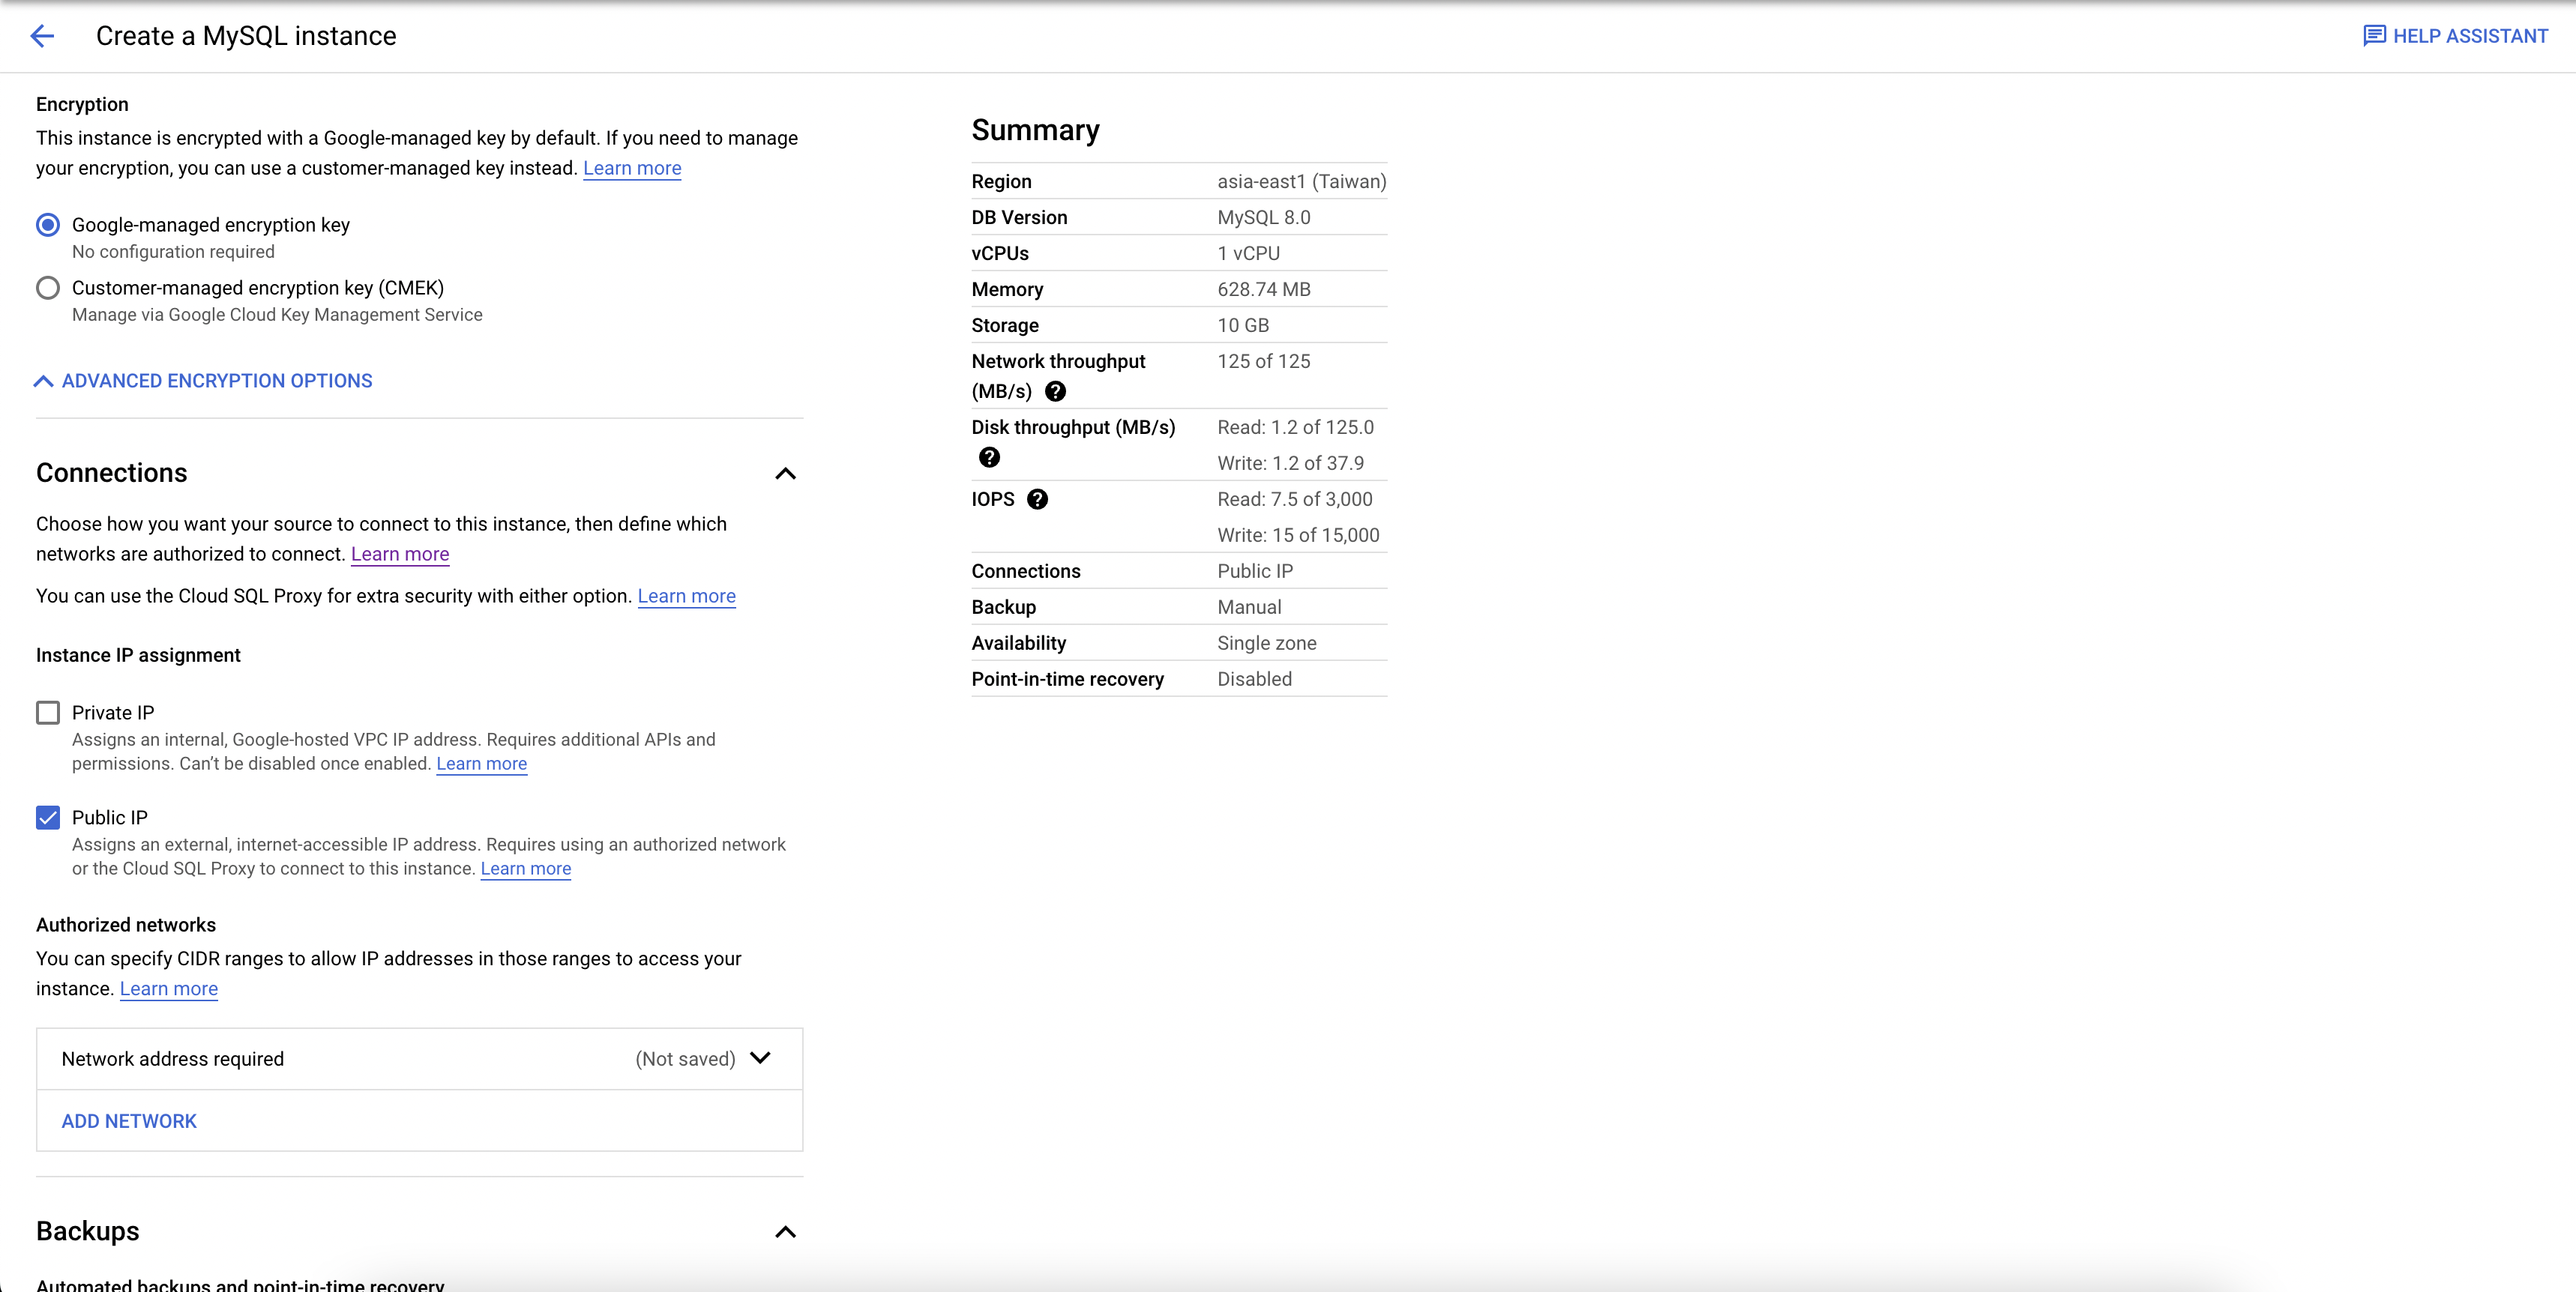 Create a MySQL instance
HELP ASSISTANT
Encryption
This instance is encrypted with a Google-managed key by default. If you need to manage
your encryption, you can use a customer-managed key instead. Learn more
Google-managed encryption key
No configuration required
Customer-managed encryption key (CMEK)
Manage via Google Cloud Key Management Service
ADVANCED ENCRYPTION OPTIONS
Connections
Choose how you want your source to connect to this instance, then define which
networks are authorized to connect. Learn more
You can use the Cloud SQL Proxy for extra security with either option. Learn more
Instance IP assignment
Private IP
Assigns an internal, Google-hosted VPC IP address. Requires additional APIs and
permissions. Can’t be disabled once enabled. Learn more
Public IP
Assigns an external, internet-accessible IP address. Requires using an authorized network
or the Cloud SQL Proxy to connect to this instance. Learn more
Authorized networks
You can specify CIDR ranges to allow IP addresses in those ranges to access your
instance. Learn more
Network address required (Not saved)
ADD NETWORK
Backups
Automated backups and point-in-time recovery
Summary
Region asia-east1 (Taiwan)
DB Version MySQL 8.0
vCPUs 1 vCPU
Memory 628.74 MB
Storage 10 GB
Network throughput 125 of 125
(MB/s) ?
Disk throughput (MB/s) Read: 1.2 of 125.0
? Write: 1.2 of 37.9
IOPS ? Read: 7.5 of 3,000
Write: 15 of 15,000
Connections Public IP
Backup Manual
Availability Single zone
Point-in-time recovery Disabled